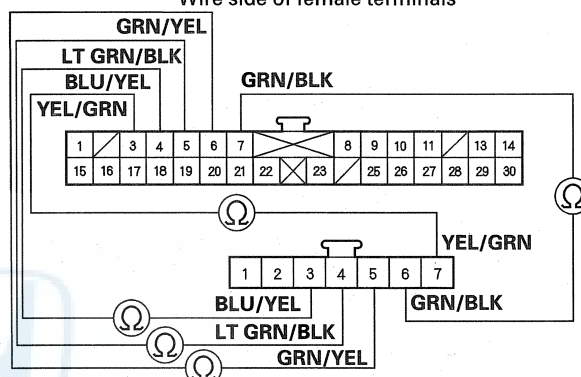 Wire side of female terminals
GRN/YEL
LT GRN/BLK
BLU/YEL
GRN/BLK
YEL/GRN
1 3 4 5 6 7 8 9 10 11 13 14
15 16 17 18 19 20 21 22 23 25 26 27 28 29 30
Ω
Ω
YEL/GRN
1 2 3 4 5 6 7
BLU/YEL
GRN/BLK
Ω
LT GRN/BLK
Ω
GRN/YEL
Ω